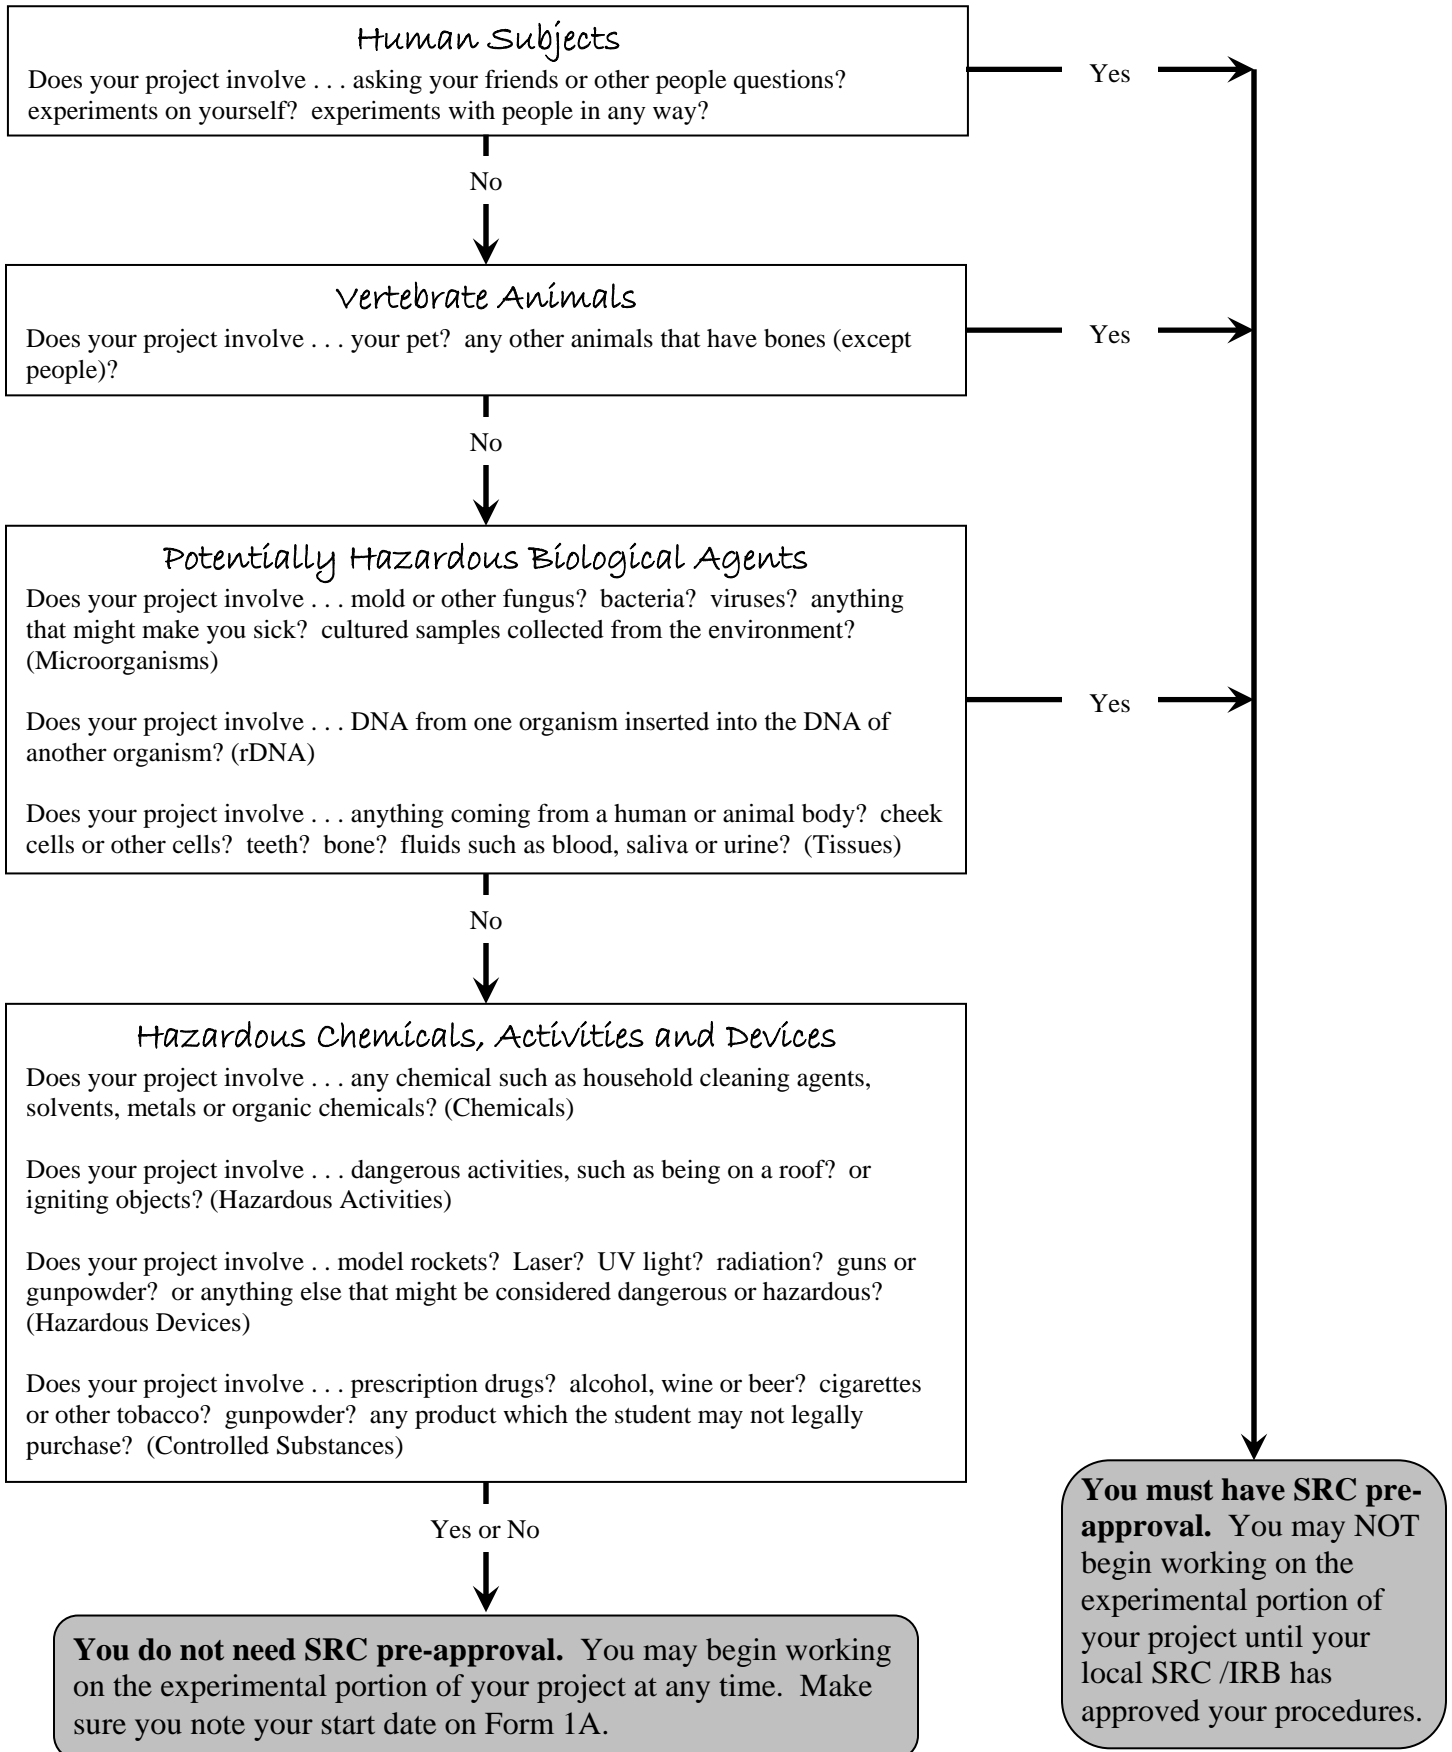 Human Subjects
Does your project involve . . . asking your friends or other people questions?
experiments on yourself?  experiments with people in any way?
Yes
No
Vertebrate Animals
Does your project involve . . . your pet?  any other animals that have bones (except
people)?
Yes
No
Potentially Hazardous Biological Agents
Does your project involve . . . mold or other fungus?  bacteria?  viruses?  anything
that might make you sick?  cultured samples collected from the environment?
(Microorganisms)
Does your project involve . . . DNA from one organism inserted into the DNA of
another organism? (rDNA)
Does your project involve . . . anything coming from a human or animal body?  cheek
cells or other cells?  teeth?  bone?  fluids such as blood, saliva or urine?  (Tissues)
Yes
No
Hazardous Chemicals, Activities and Devices
Does your project involve . . . any chemical such as household cleaning agents,
solvents, metals or organic chemicals? (Chemicals)
Does your project involve . . . dangerous activities, such as being on a roof?  or
igniting objects? (Hazardous Activities)
Does your project involve . . model rockets?  Laser?  UV light?  radiation?  guns or
gunpowder?  or anything else that might be considered dangerous or hazardous?
(Hazardous Devices)
Does your project involve . . . prescription drugs?  alcohol, wine or beer?  cigarettes
or other tobacco?  gunpowder?  any product which the student may not legally
purchase?  (Controlled Substances)
Yes or No
You do not need SRC pre-approval.  You may begin working
on the experimental portion of your project at any time.  Make
sure you note your start date on Form 1A.
You must have SRC pre-
approval.  You may NOT
begin working on the
experimental portion of
your project until your
local SRC /IRB has
approved your procedures.